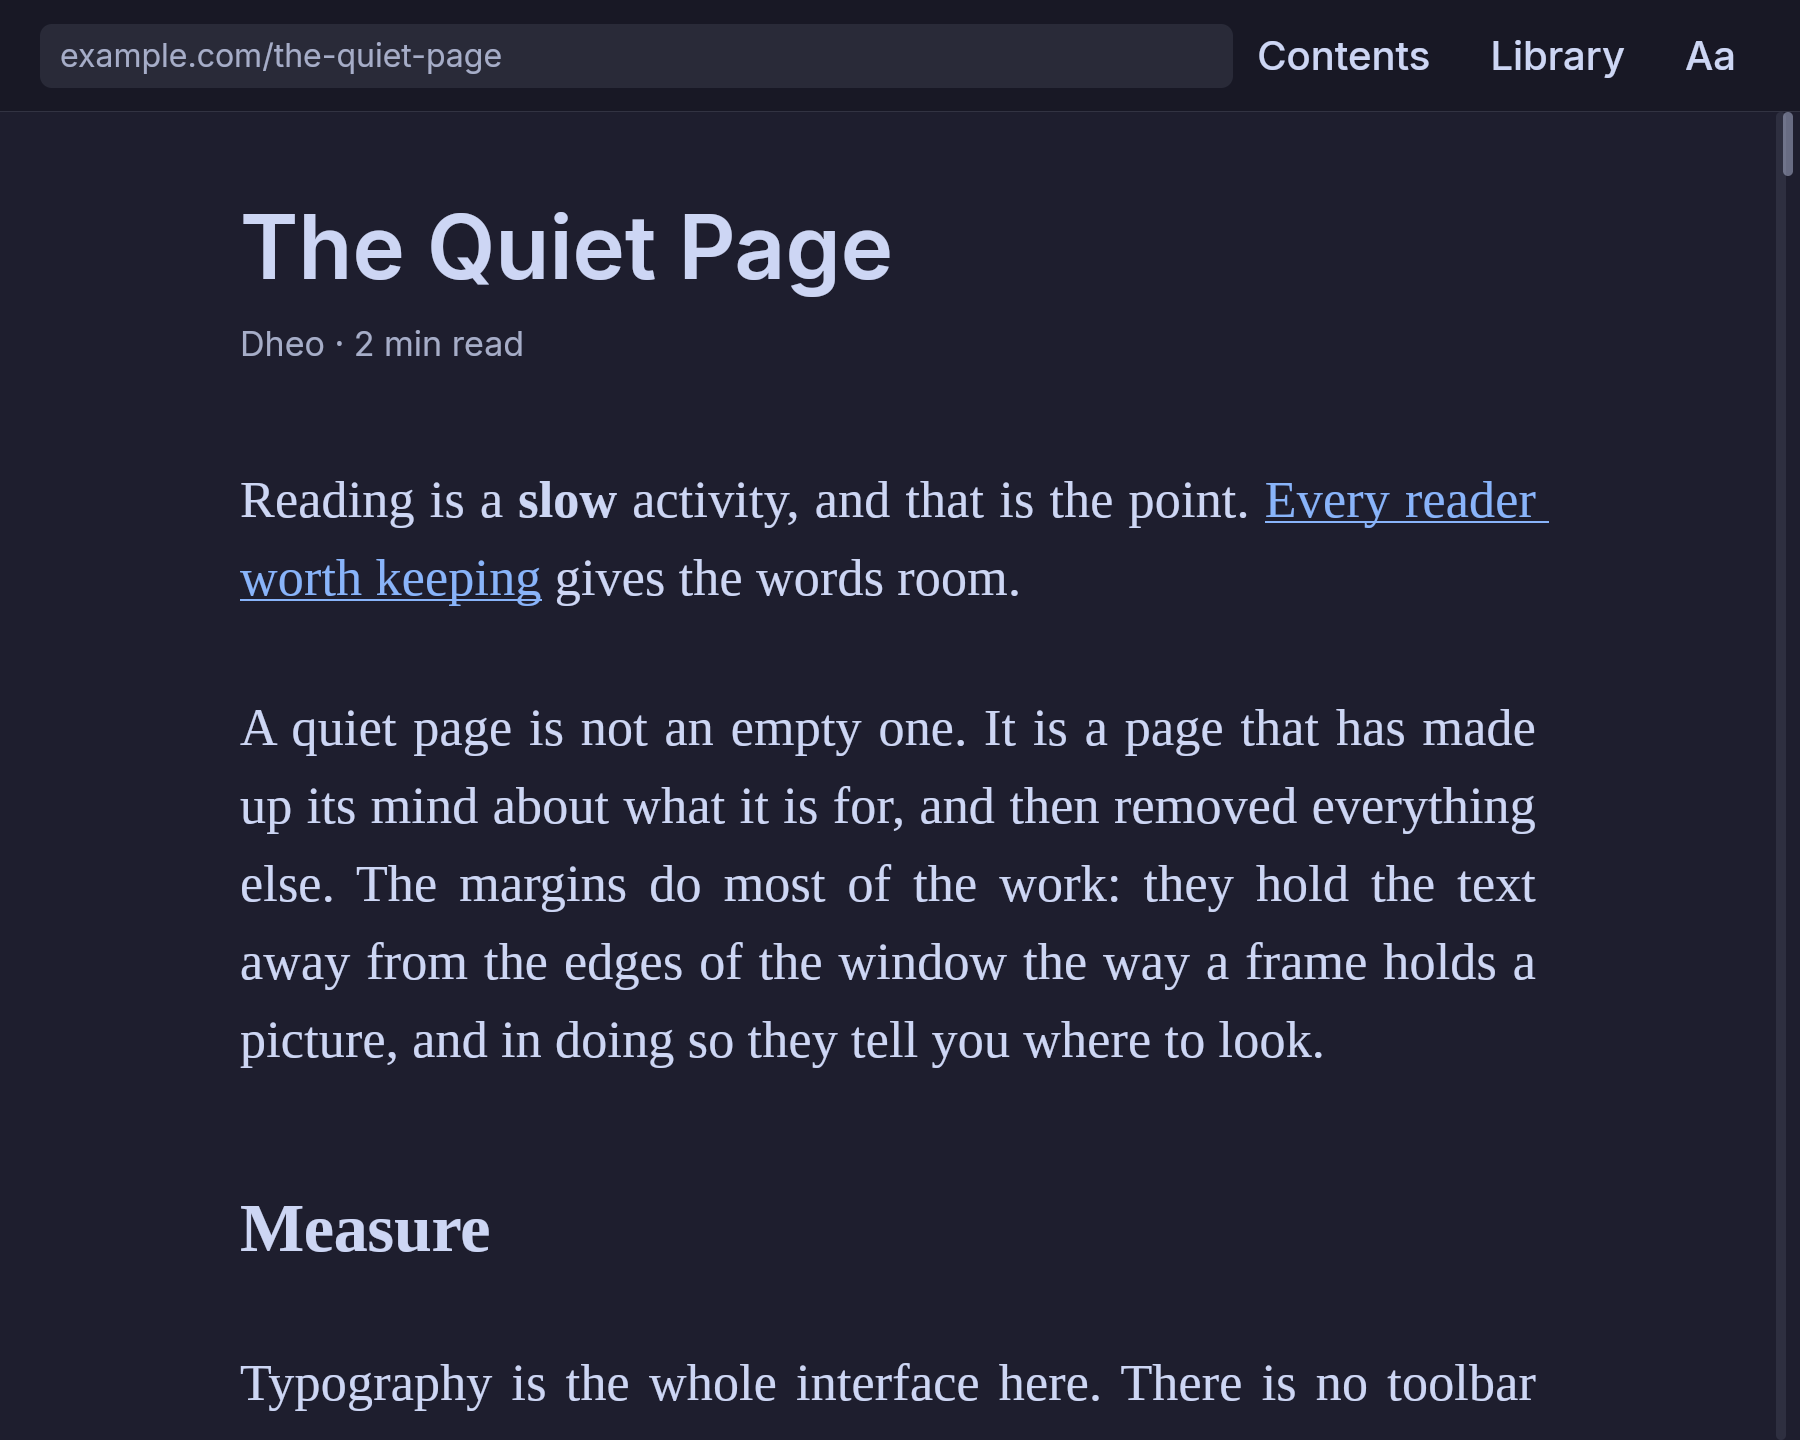 example.com/the-quiet-page Contents Library Aa
The Quiet Page
Dheo · 2 min read
Reading is a slow activity, and that is the point. Every reader
worth keeping gives the words room.
A quiet page is not an empty one. It is a page that has made
up its mind about what it is for, and then removed everything
else. The margins do most of the work: they hold the text
away from the edges of the window the way a frame holds a
picture, and in doing so they tell you where to look.
Measure
Typography is the whole interface here. There is no toolbar